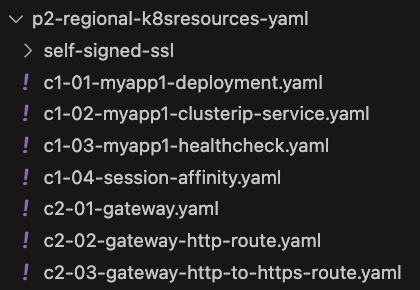 p2-regional-k8sresources-yaml
self-signed-ssl
! c1-01-myapp1-deployment.yaml
! c1-02-myapp1-clusterip-service.yaml
! c1-03-myapp1-healthcheck.yaml
! c1-04-session-affinity.yaml
! c2-01-gateway.yaml
! c2-02-gateway-http-route.yaml
! c2-03-gateway-http-to-https-route.yaml